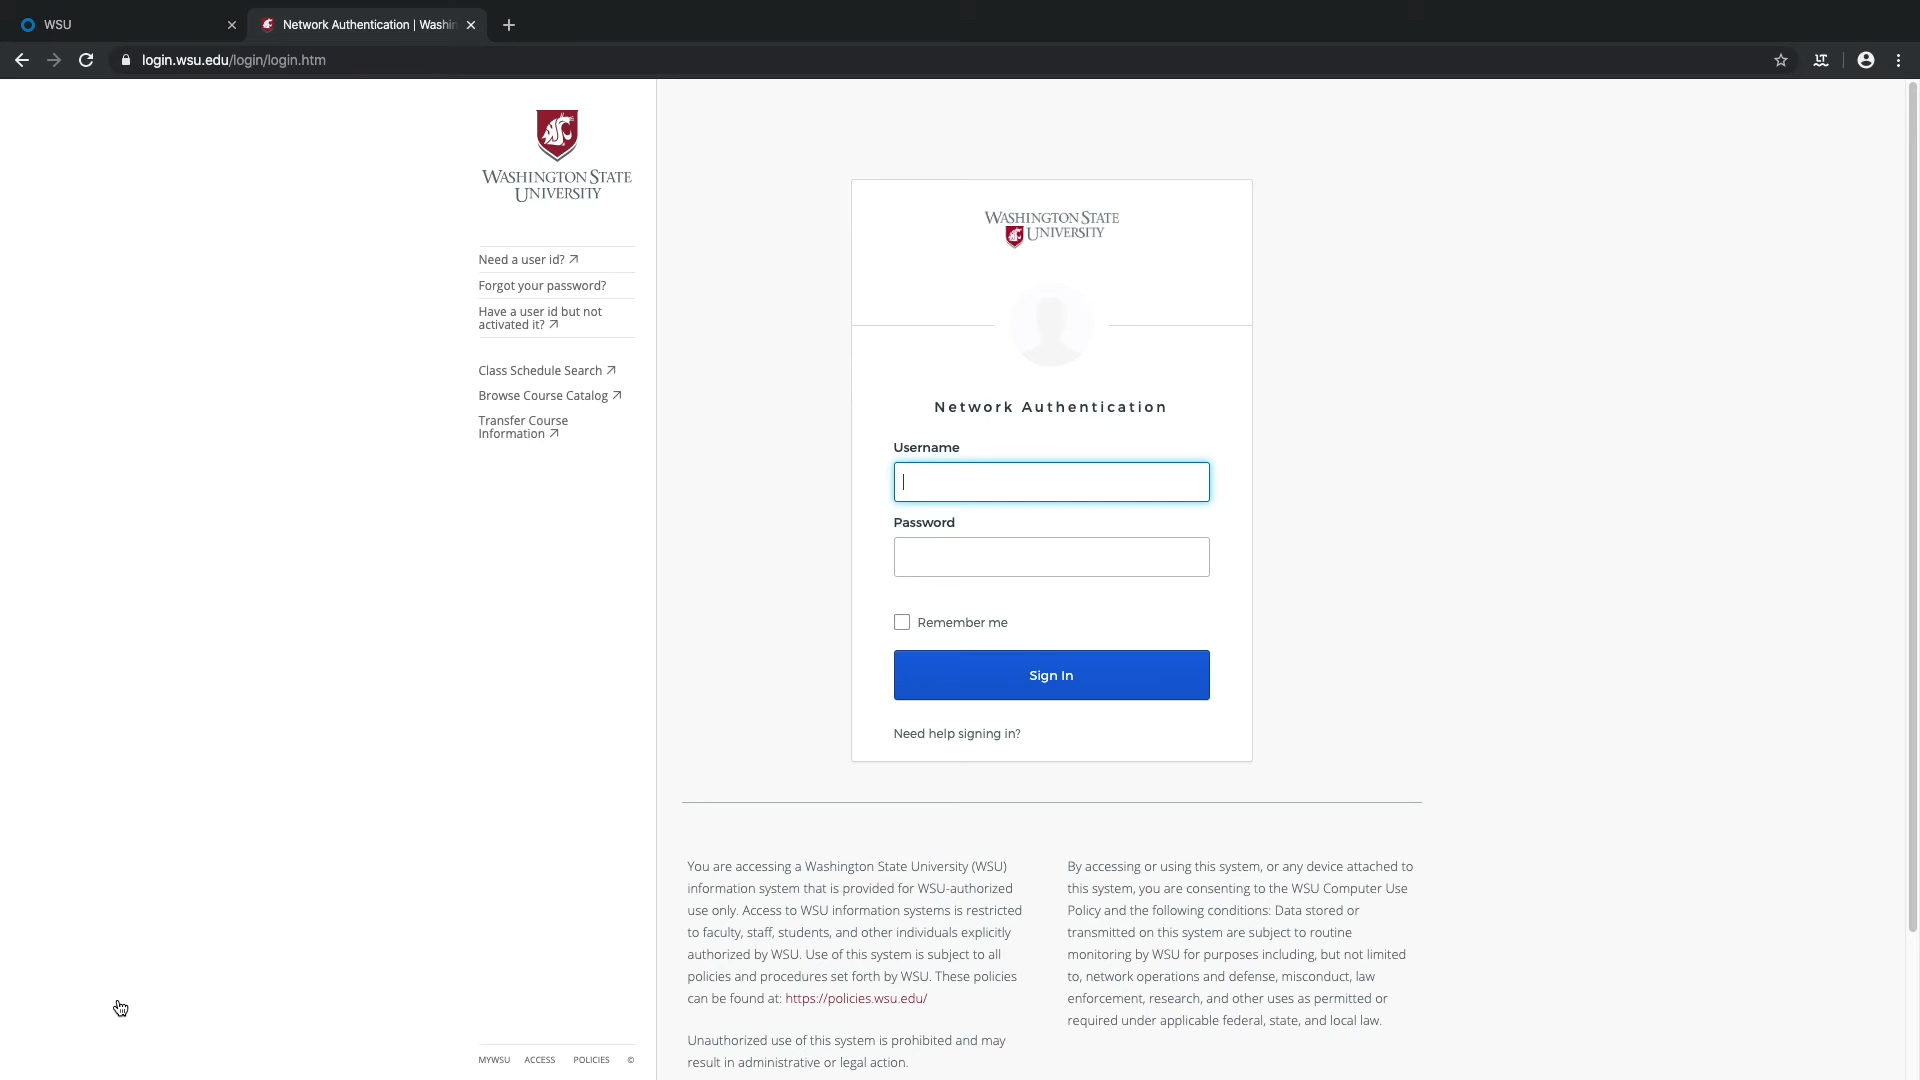 WSU
Network Authentication | Washin
login.wsu.edu/login/login.htm
WASHINGTON STATE
UNIVERSITY
Need a user id?
Forgot your password?
Have a user id but not
activated it?
Class Schedule Search
Browse Course Catalog
Transfer Course
Information
MYWSU ACCESS POLICIES ©
WASHINGTON STATE
UNIVERSITY
Network Authentication
Username
Password
Remember me
Sign In
Need help signing in?
You are accessing a Washington State University (WSU)
information system that is provided for WSU-authorized
use only. Access to WSU information systems is restricted
to faculty, staff, students, and other individuals explicitly
authorized by WSU. Use of this system is subject to all
policies and procedures set forth by WSU. These policies
can be found at: https://policies.wsu.edu/
Unauthorized use of this system is prohibited and may
result in administrative or legal action.
By accessing or using this system, or any device attached to
this system, you are consenting to the WSU Computer Use
Policy and the following conditions: Data stored or
transmitted on this system are subject to routine
monitoring by WSU for purposes including, but not limited
to, network operations and defense, misconduct, law
enforcement, research, and other uses as permitted or
required under applicable federal, state, and local law.